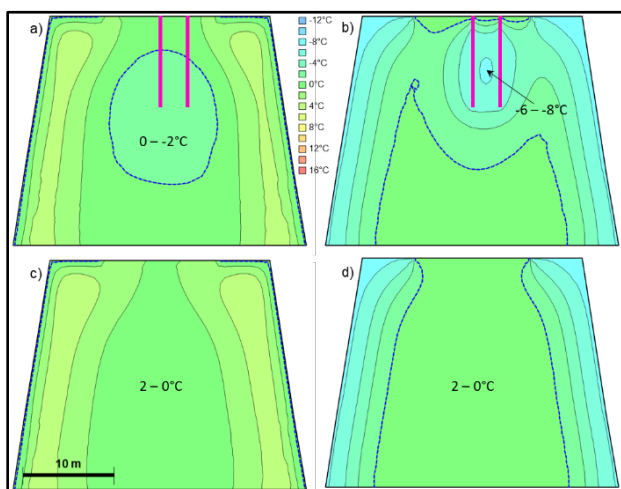 a)
0 – -2°C
-12°C
-8°C
-4°C
0°C
4°C
8°C
12°C
16°C
b)
-6 – -8°C
c)
2 – 0°C
10 m
d)
2 – 0°C